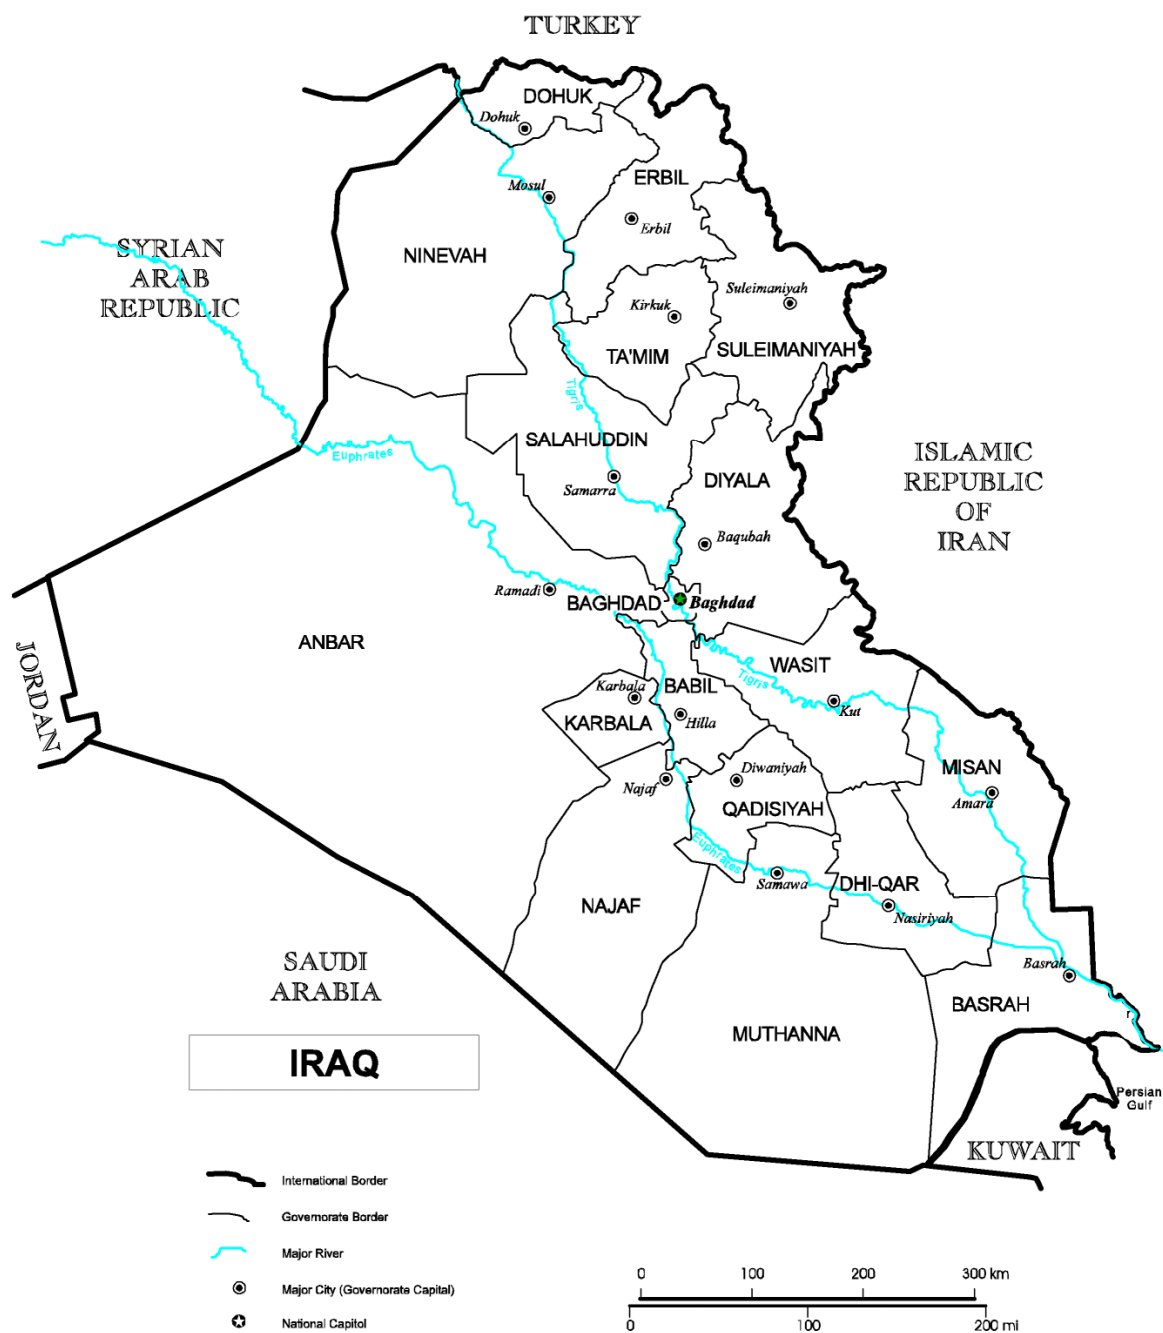 TURKEY
DOHUK
Dohuk
Mosul
ERBIL
Erbil
NINEVAH
SYRIAN
ARAB
REPUBLIC
Suleimaniyah
Kirkuk
TA'MIM
SULEIMANIYAH
Tigris
SALAHUDDIN
Euphrates
ISLAMIC
REPUBLIC
OF
IRAN
DIYALA
Samarra
Baqubah
Ramadi
BAGHDAD
Baghdad
ANBAR
JORDAN
WASIT
Tigris
Karbala
BABIL
KARBALA
Hilla
Kut
MISAN
Diwaniyah
Najaf
QADISIYAH
Amara
Euphrates
Samawa
DHI-QAR
NAJAF
Nasiriyah
SAUDI
ARABIA
Basrah
BASRAH
r
MUTHANNA
IRAQ
Persian
Gulf
KUWAIT
International Border
Governorate Border
Major River
Major City (Governorate Capital)
National Capitol
0 100 200 300 km
0 100 200 mi